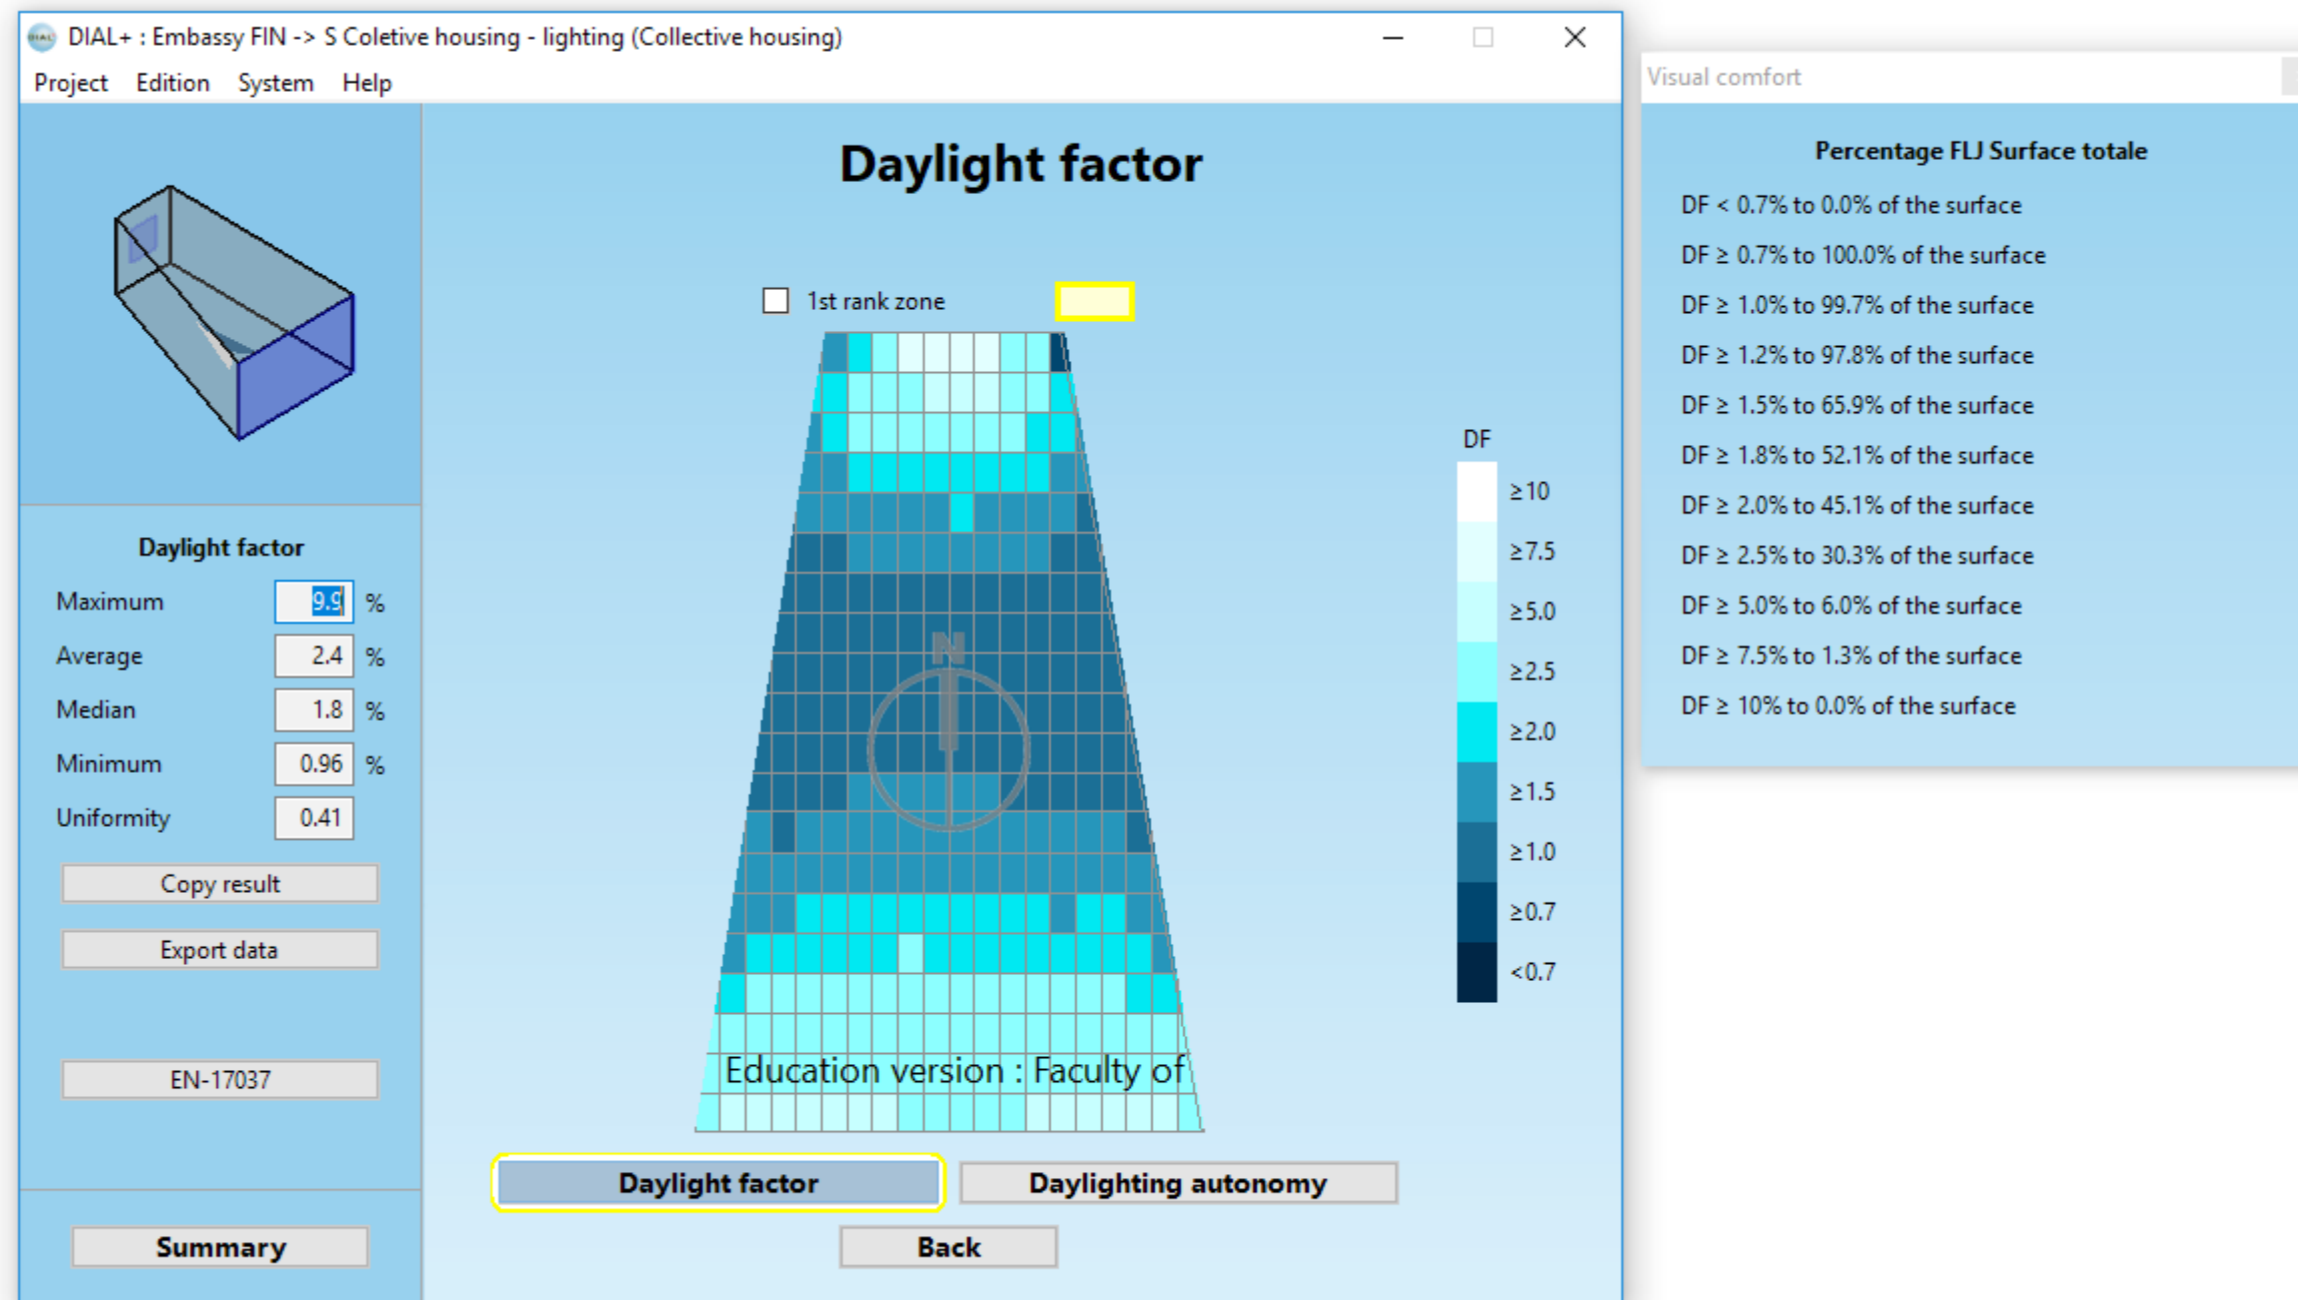 DIAL+ : Embassy FIN -> S Coletive housing - lighting (Collective housing)
Project Edition System Help
Daylight factor
1st rank zone
N
DF
≥10
≥7.5
≥5.0
≥2.5
≥2.0
≥1.5
≥1.0
≥0.7
<0.7
Education version : Faculty of
Daylight factor
Maximum 9.9 %
Average 2.4 %
Median 1.8 %
Minimum 0.96 %
Uniformity 0.41
Copy result
Export data
EN-17037
Summary
Daylight factor
Daylighting autonomy
Back
Visual comfort
Percentage FLJ Surface totale
DF < 0.7% to 0.0% of the surface
DF ≥ 0.7% to 100.0% of the surface
DF ≥ 1.0% to 99.7% of the surface
DF ≥ 1.2% to 97.8% of the surface
DF ≥ 1.5% to 65.9% of the surface
DF ≥ 1.8% to 52.1% of the surface
DF ≥ 2.0% to 45.1% of the surface
DF ≥ 2.5% to 30.3% of the surface
DF ≥ 5.0% to 6.0% of the surface
DF ≥ 7.5% to 1.3% of the surface
DF ≥ 10% to 0.0% of the surface